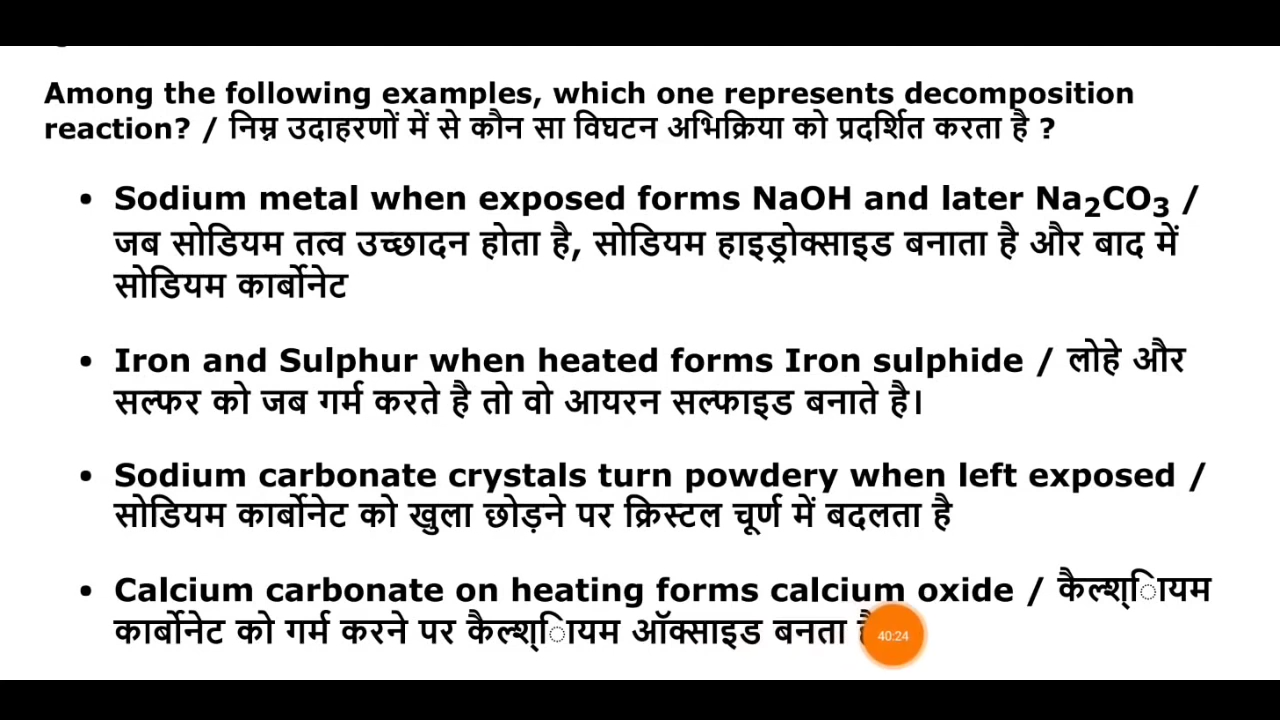 Among the following examples, which one represents decomposition
reaction? / निम्न उदाहरणों में से कौन सा विघटन अभिक्रिया को प्रदर्शित करता है ?
• Sodium metal when exposed forms NaOH and later Na₂CO₃ /
जब सोडियम तत्व उच्छादन होता है, सोडियम हाइड्रोक्साइड बनाता है और बाद में
सोडियम कार्बोनेट
• Iron and Sulphur when heated forms Iron sulphide / लोहे और
सल्फर को जब गर्म करते है तो वो आयरन सल्फाइड बनाते है।
• Sodium carbonate crystals turn powdery when left exposed /
सोडियम कार्बोनेट को खुला छोड़ने पर क्रिस्टल चूर्ण में बदलता है
• Calcium carbonate on heating forms calcium oxide / कैल्श्ियम
कार्बोनेट को गर्म करने पर कैल्श्ियम ऑक्साइड बनता
40:24